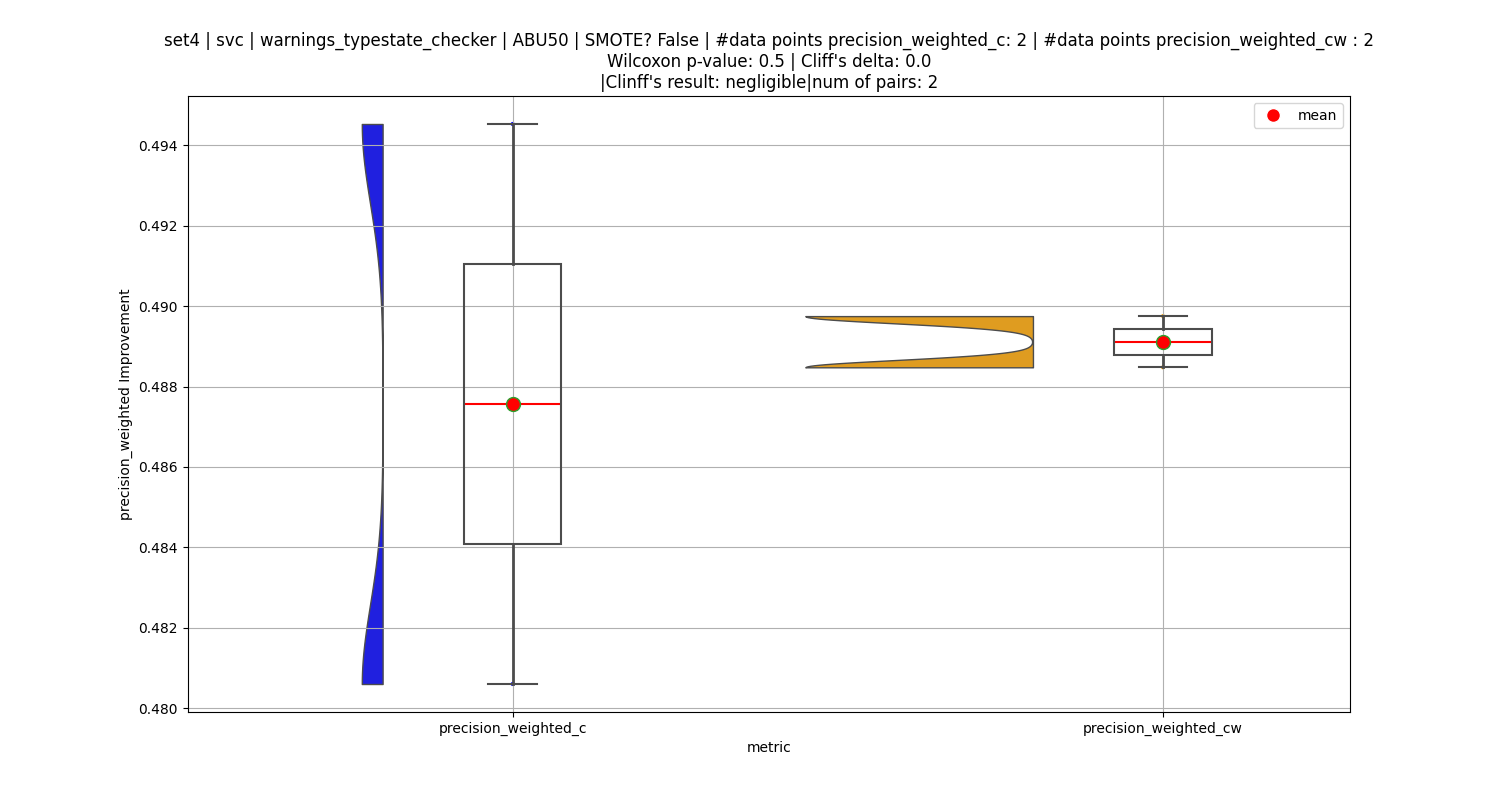 set4 | svc | warnings_typestate_checker | ABU50 | SMOTE? False | #data points precision_weighted_c: 2 | #data points precision_weighted_cw : 2
Wilcoxon p-value: 0.5 | Cliff's delta: 0.0
|Clinff's result: negligible|num of pairs: 2
mean
0.494
0.492
0.490
0.488
0.486
0.484
0.482
0.480
precision_weighted Improvement
precision_weighted_c
precision_weighted_cw
metric